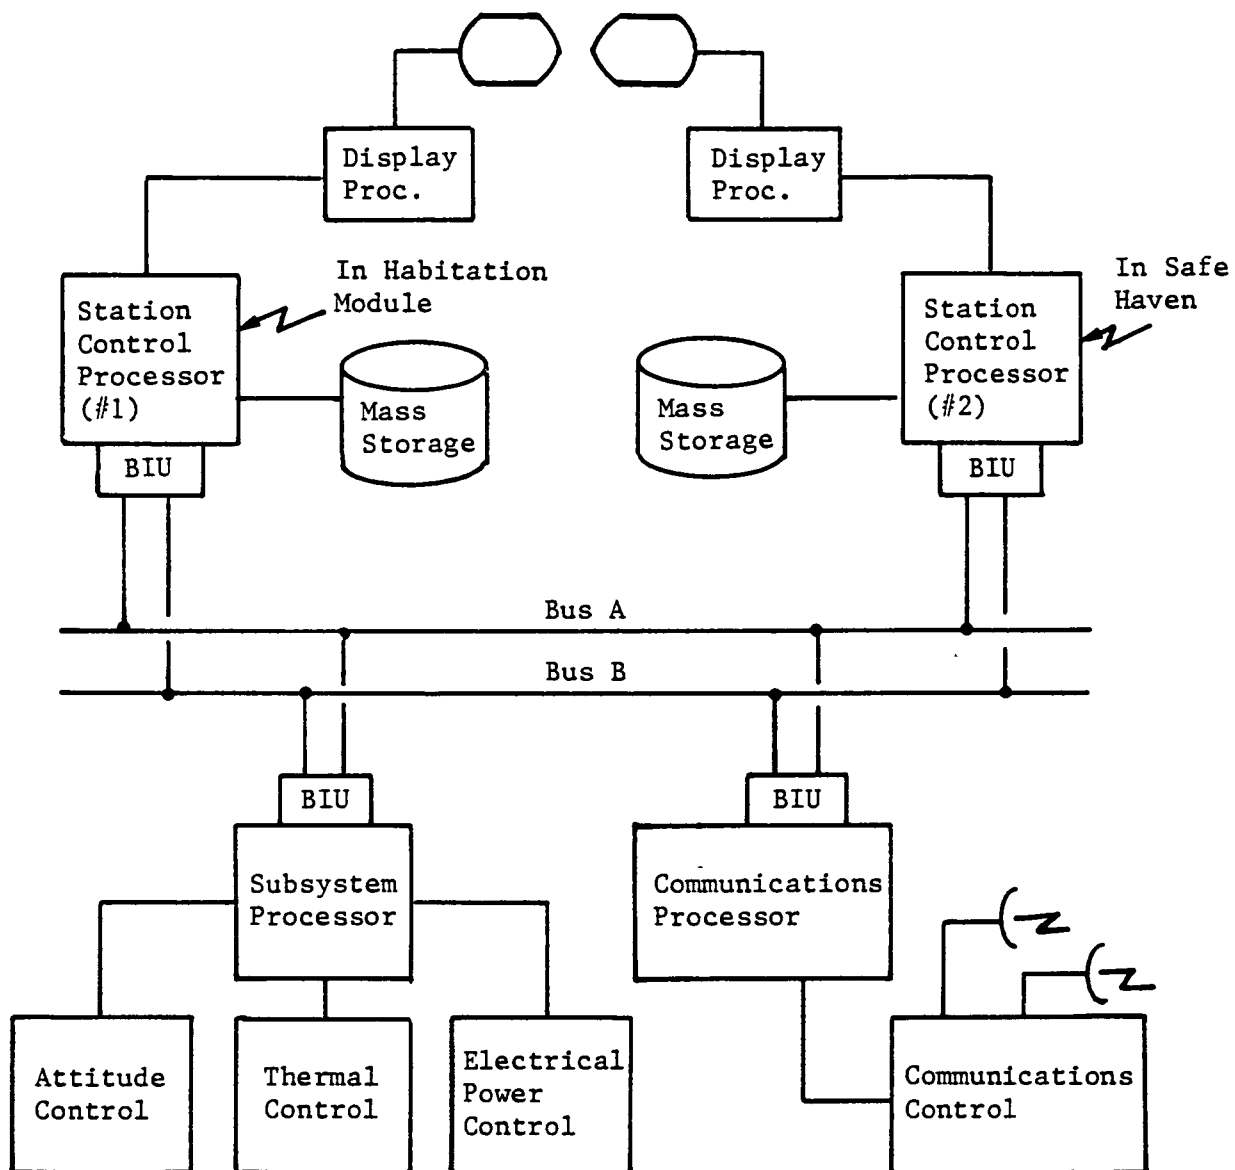 Display
Proc.
Display
Proc.
In Habitation
Module
In Safe
Haven
Station
Control
Processor
(#1)
Station
Control
Processor
(#2)
Mass
Storage
Mass
Storage
BIU
BIU
Bus A
Bus B
BIU
BIU
Subsystem
Processor
Communications
Processor
Attitude
Control
Thermal
Control
Electrical
Power
Control
Communications
Control